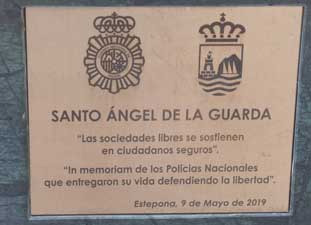 SANTO ÁNGEL DE LA GUARDA
"Las sociedades libres se sostienen
en ciudadanos seguros".
"In memoriam de los Policías Nacionales
que entregaron su vida defendiendo la libertad".
Estepona, 9 de Mayo de 2019